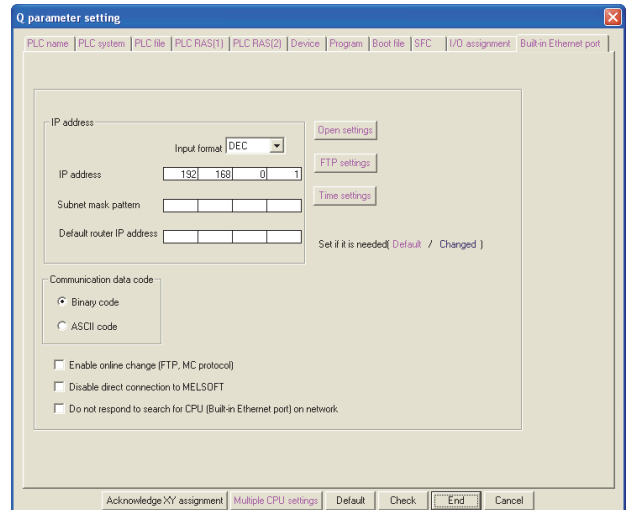 Q parameter setting
PLC name PLC system PLC file PLC RAS(1) PLC RAS(2) Device Program Boot file SFC I/O assignment Built-in Ethernet port
IP address
Input format DEC
IP address 192 168 0 1
Subnet mask pattern
Default router IP address
Open settings
FTP settings
Time settings
Set if it is needed( Default / Changed )
Communication data code
Binary code
ASCII code
Enable online change (FTP, MC protocol)
Disable direct connection to MELSOFT
Do not respond to search for CPU (Built-in Ethernet port) on network
Acknowledge XY assignment Multiple CPU settings Default Check End Cancel